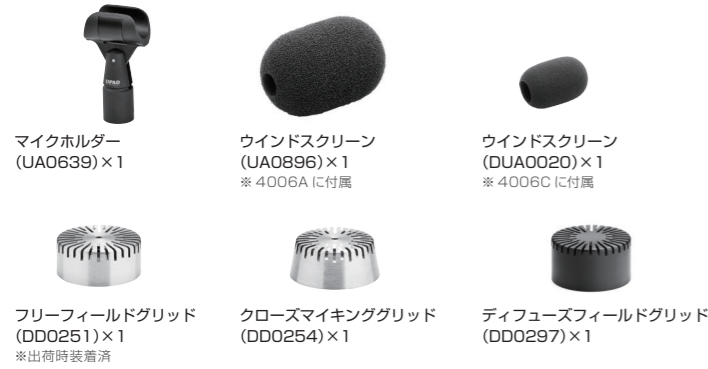 マイクホルダー
(UA0639)×1
ウインドスクリーン
(UA0896)×1
※ 4006A に付属
ウインドスクリーン
(DUA0020)×1
※ 4006C に付属
フリーフィールドグリッド
(DD0251)×1
※出荷時装着済
クローズマイキンググリッド
(DD0254)×1
ディフューズフィールドグリッド
(DD0297)×1